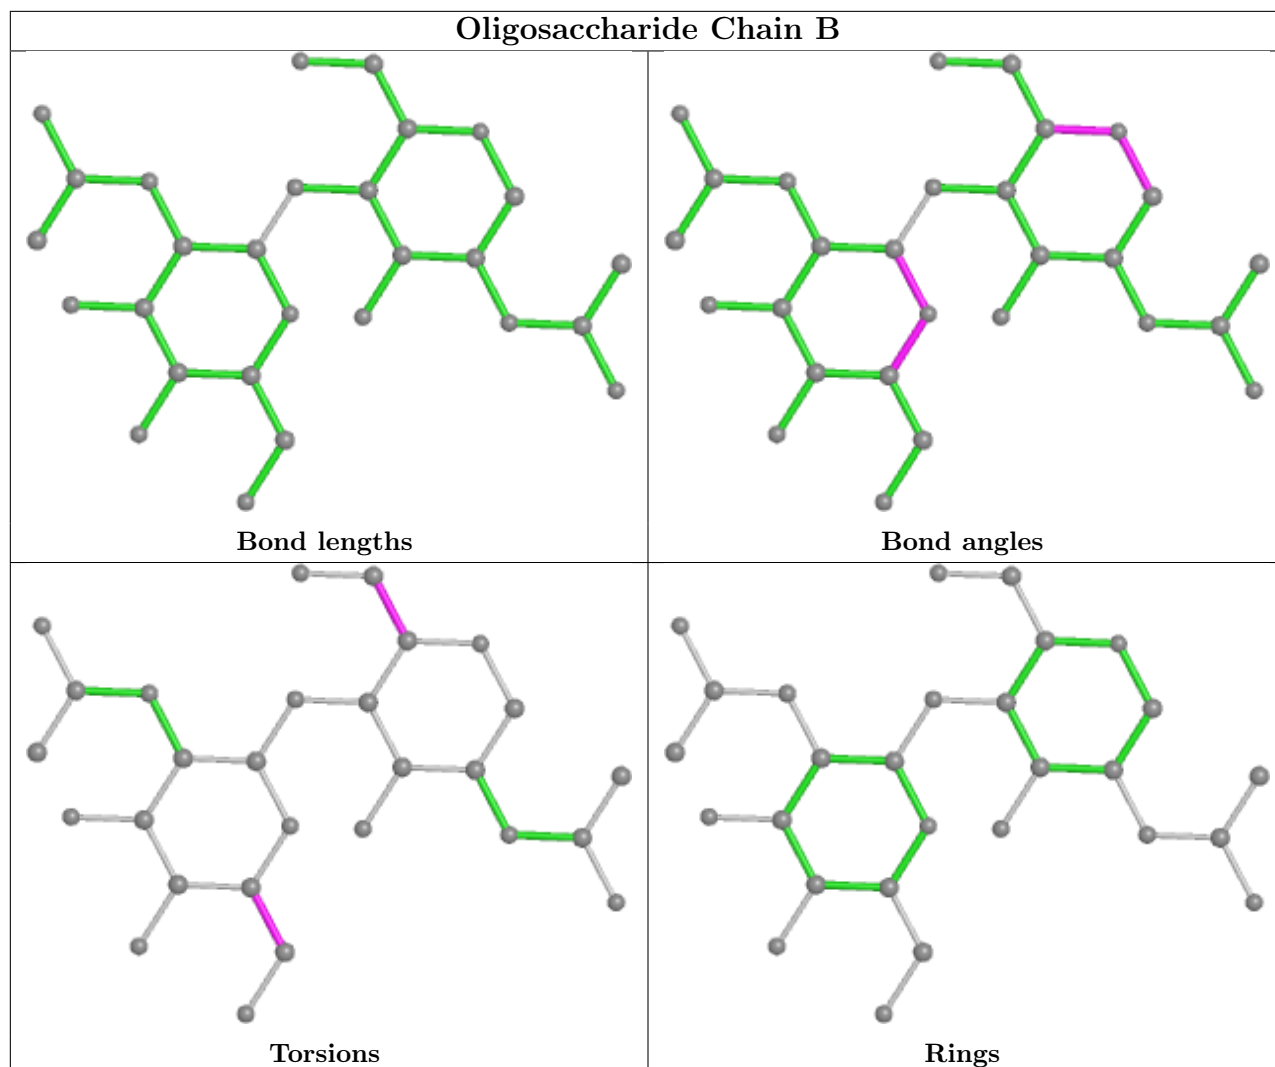 Oligosaccharide Chain B
Bond lengths
Bond angles
Torsions
Rings